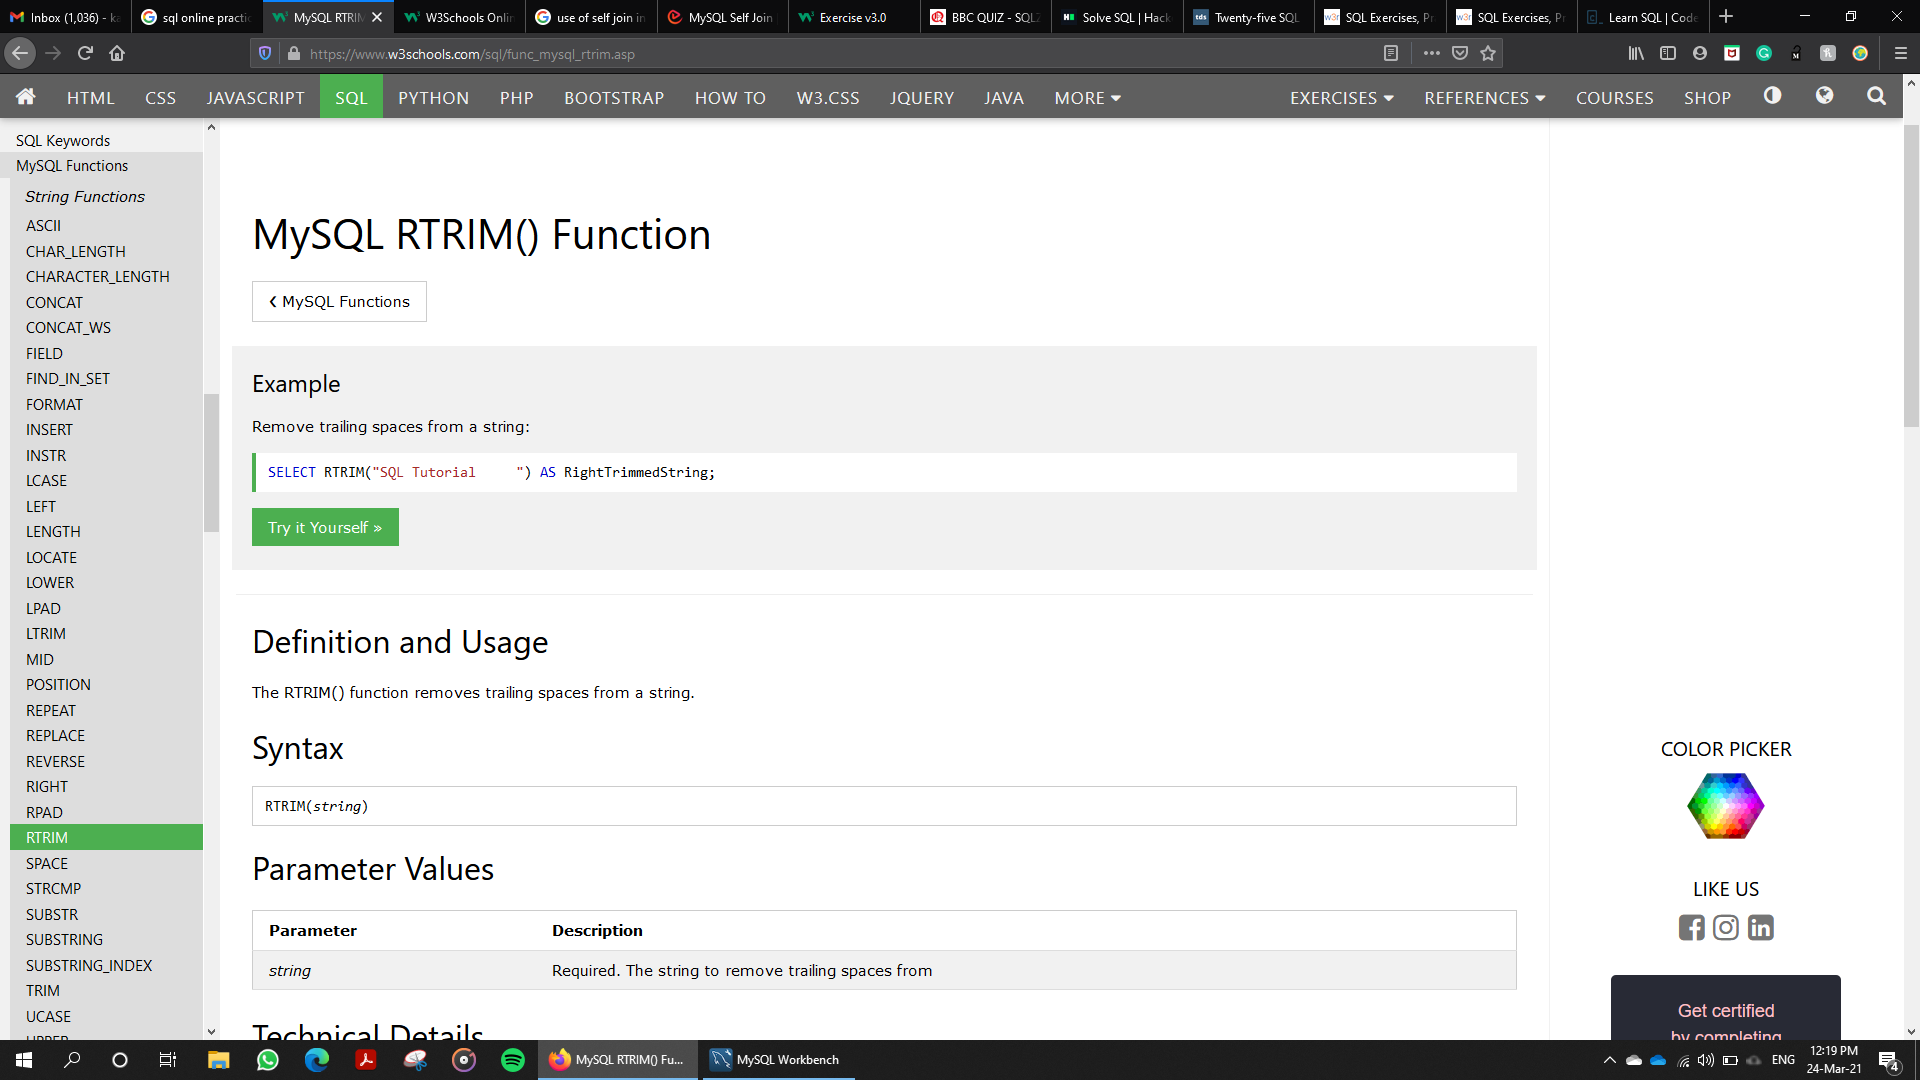 Inbox (1,036) - ka
sql online practic
MySQL RTRIM
W3Schools Onlin
use of self join in
MySQL Self Join
Exercise v3.0
BBC QUIZ - SQLZ
Solve SQL | Hack
Twenty-five SQL
SQL Exercises, Pr
SQL Exercises, Pr
Learn SQL | Code
https://www.w3schools.com/sql/func_mysql_rtrim.asp
HTML CSS JAVASCRIPT SQL PYTHON PHP BOOTSTRAP HOW TO W3.CSS JQUERY JAVA MORE EXERCISES REFERENCES COURSES SHOP
SQL Keywords
MySQL Functions
String Functions
ASCII
CHAR_LENGTH
CHARACTER_LENGTH
CONCAT
CONCAT_WS
FIELD
FIND_IN_SET
FORMAT
INSERT
INSTR
LCASE
LEFT
LENGTH
LOCATE
LOWER
LPAD
LTRIM
MID
POSITION
REPEAT
REPLACE
REVERSE
RIGHT
RPAD
RTRIM
SPACE
STRCMP
SUBSTR
SUBSTRING
SUBSTRING_INDEX
TRIM
UCASE
UPPER
MySQL RTRIM() Function
❮ MySQL Functions
Example
Remove trailing spaces from a string:
SELECT RTRIM("SQL Tutorial     ") AS RightTrimmedString;
Try it Yourself »
Definition and Usage
The RTRIM() function removes trailing spaces from a string.
Syntax
RTRIM(string)
Parameter Values
Parameter Description
string Required. The string to remove trailing spaces from
Technical Details
COLOR PICKER
LIKE US
Get certified
by completing
MySQL RTRIM() Fu...
MySQL Workbench
ENG
12:19 PM
24-Mar-21
4